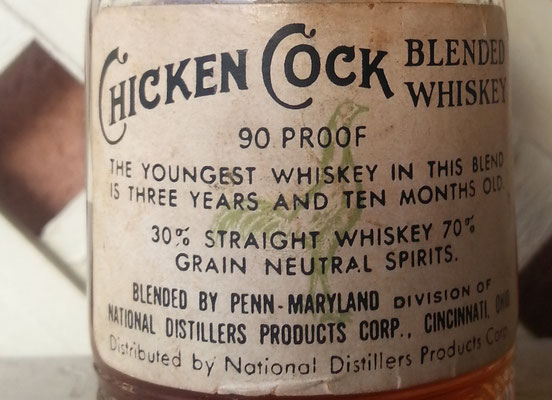 CHICKEN COCK BLENDED WHISKEY
90 PROOF
THE YOUNGEST WHISKEY IN THIS BLEND
IS THREE YEARS AND TEN MONTHS OLD.
30% STRAIGHT WHISKEY 70%
GRAIN NEUTRAL SPIRITS.
BLENDED BY PENN-MARYLAND DIVISION OF
NATIONAL DISTILLERS PRODUCTS CORP., CINCINNATI, OHIO
Distributed by National Distillers Products Corp.